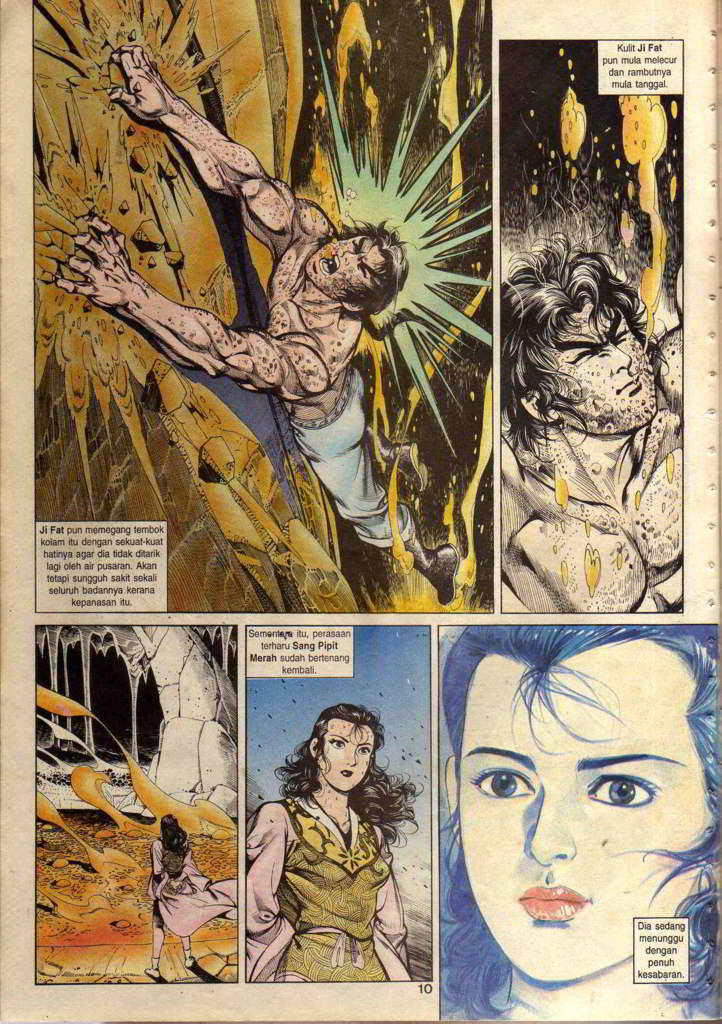 Kulit Ji Fat
pun mula melecur
dan rambutnya
mula tanggal.
Ji Fat pun memegang tembok
kolam itu dengan sekuat-kuat
hatinya agar dia tidak ditarik
lagi oleh air pusaran. Akan
tetapi sungguh sakit sekali
seluruh badannya kerana
kepanasan itu.
Sementara itu, perasaan
terharu Sang Pipit
Merah sudah bertenang
kembali.
Dia sedang
menunggu
dengan
penuh
kesabaran.
10